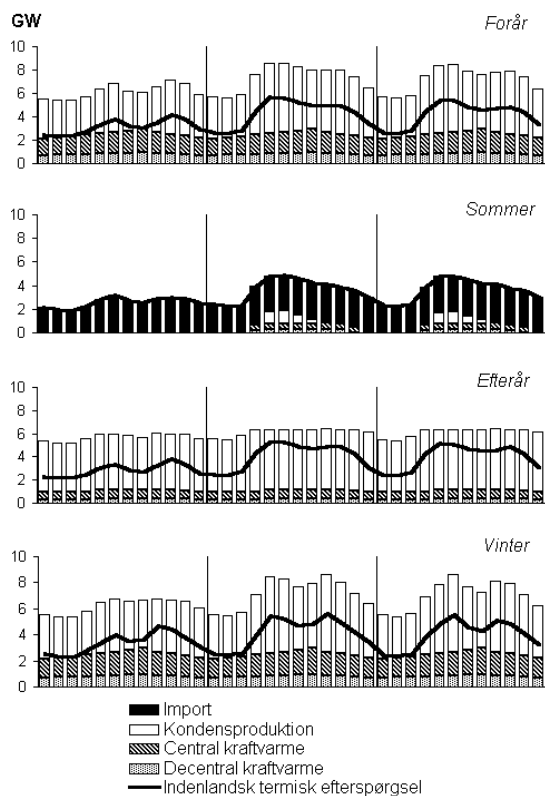 GW
Forår
10
8
6
4
2
0
Sommer
10
8
6
4
2
0
Efterår
10
8
6
4
2
0
Vinter
10
8
6
4
2
0
Import
Kondensproduktion
Central kraftvarme
Decentral kraftvarme
Indenlandsk termisk efterspørgsel